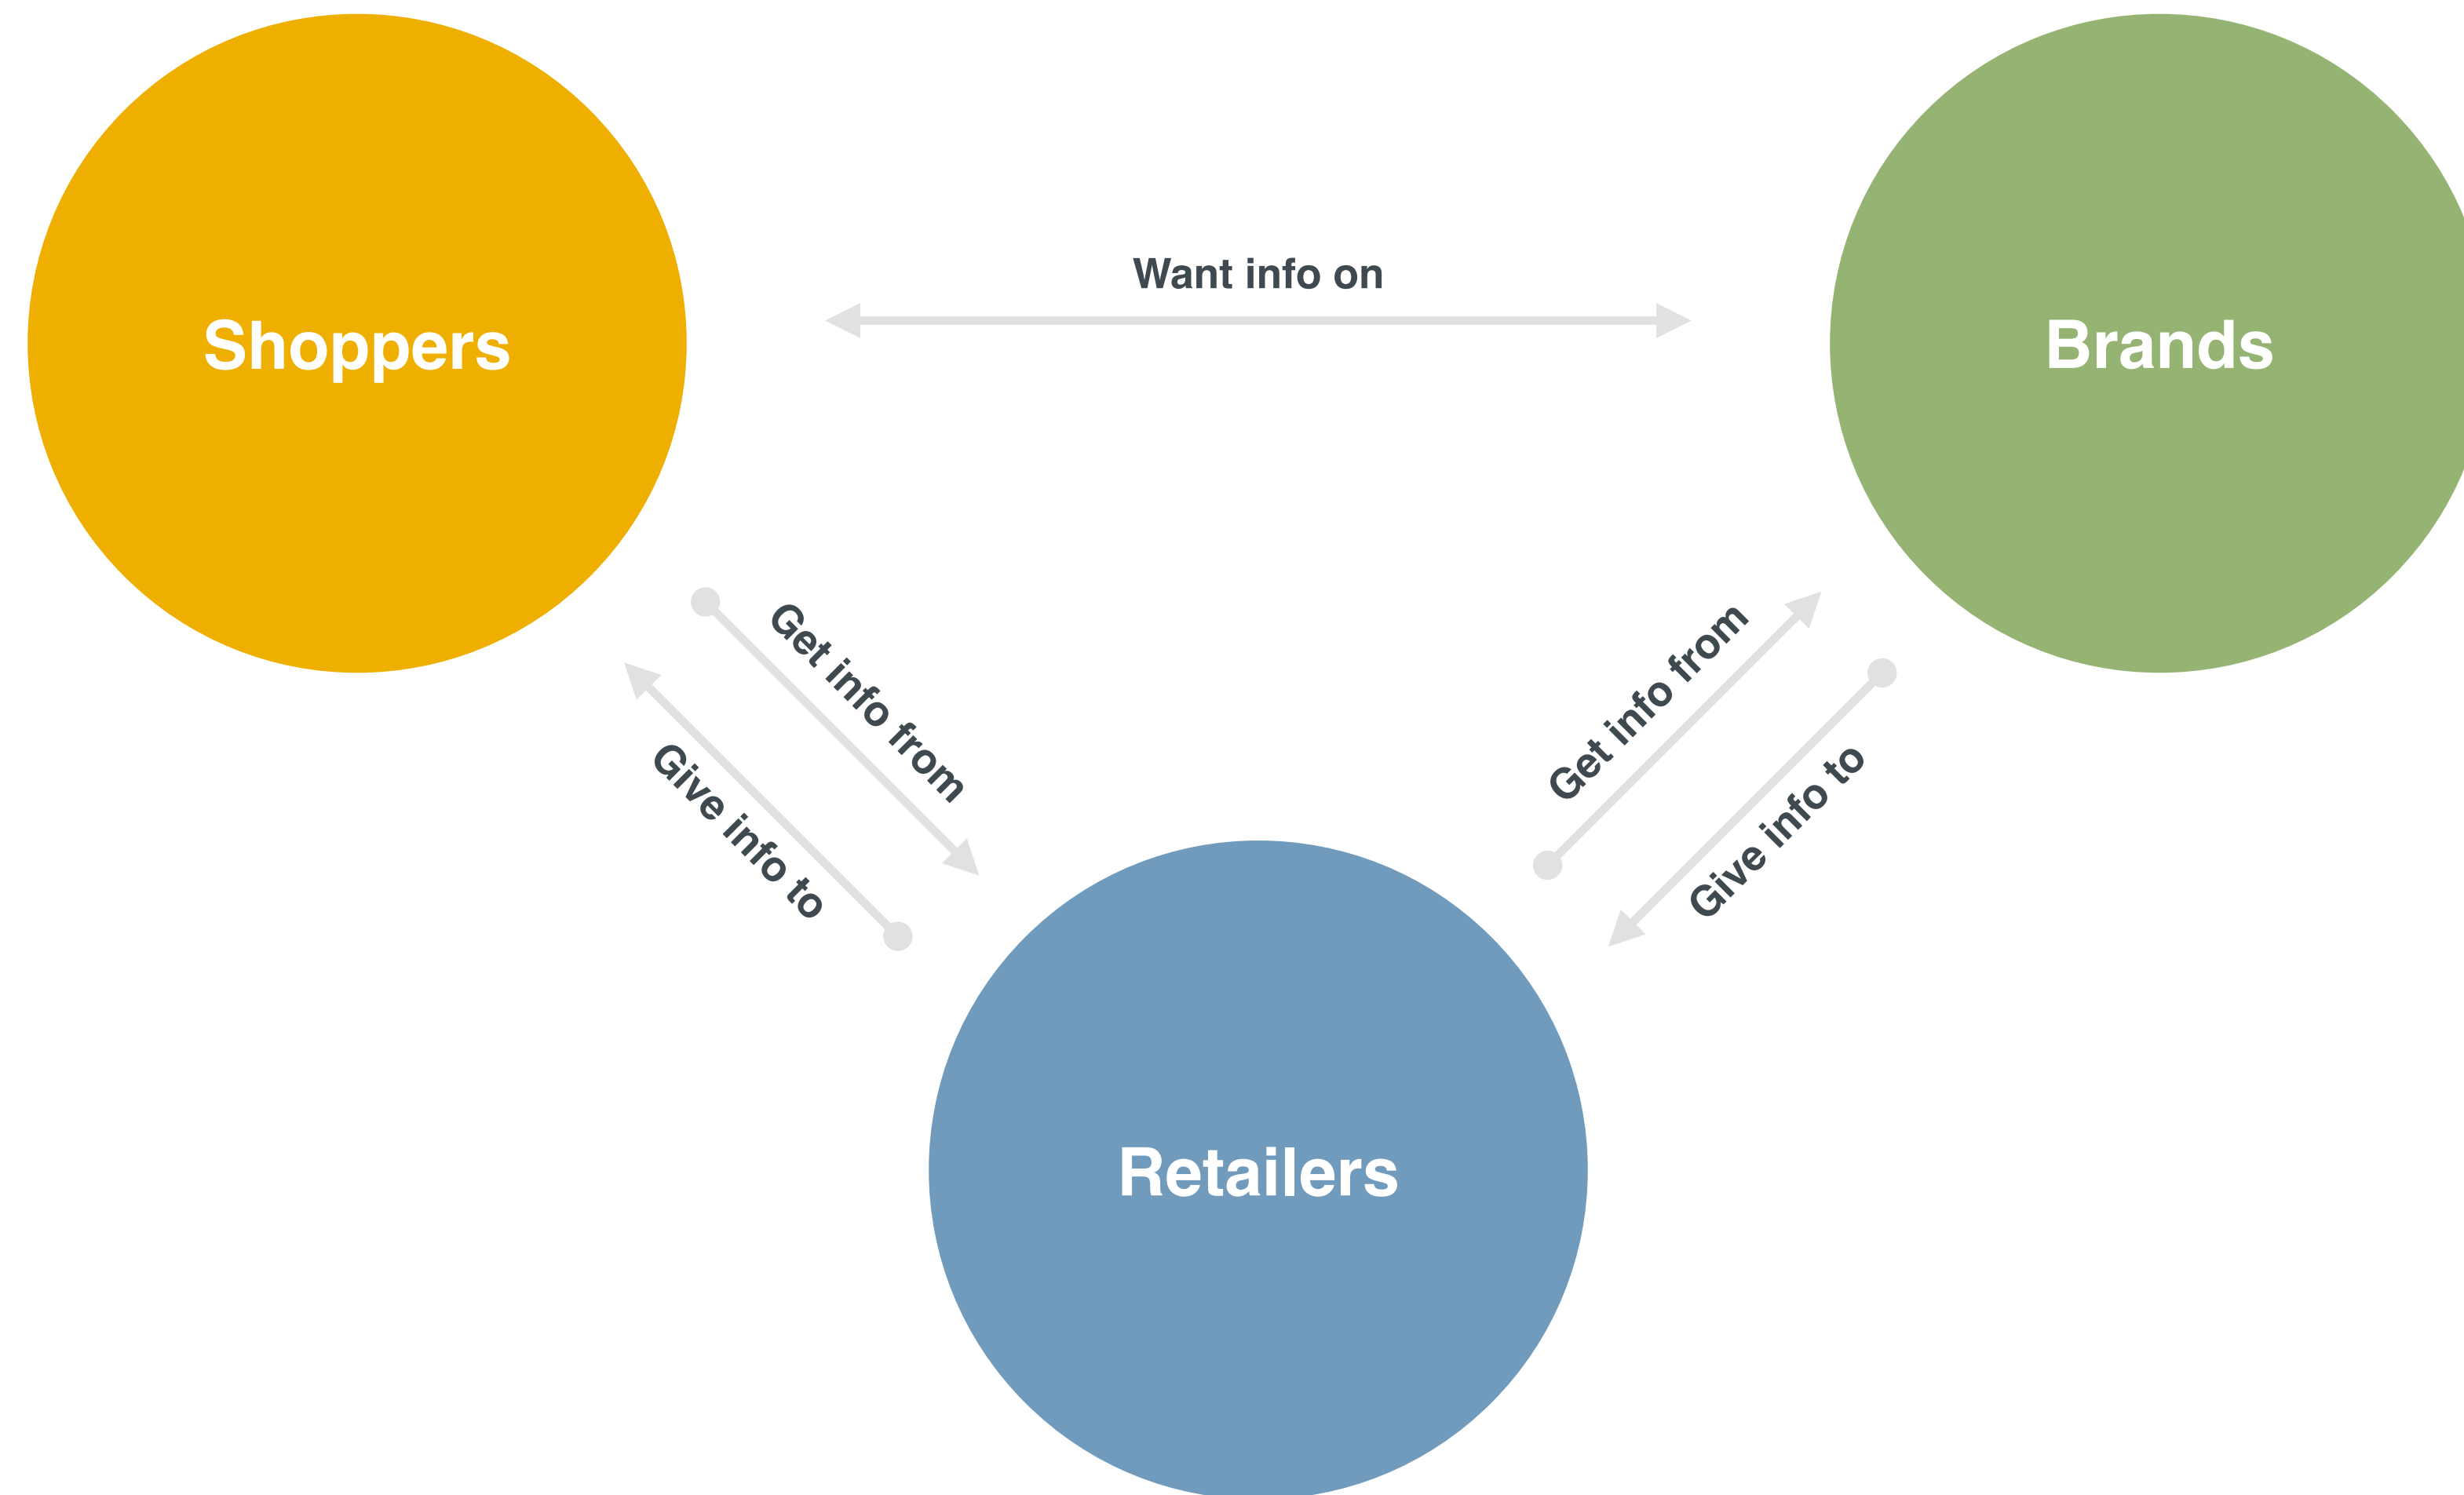 Want info on
Shoppers
Brands
Get info from
Give info to
Get info from
Give info to
Retailers